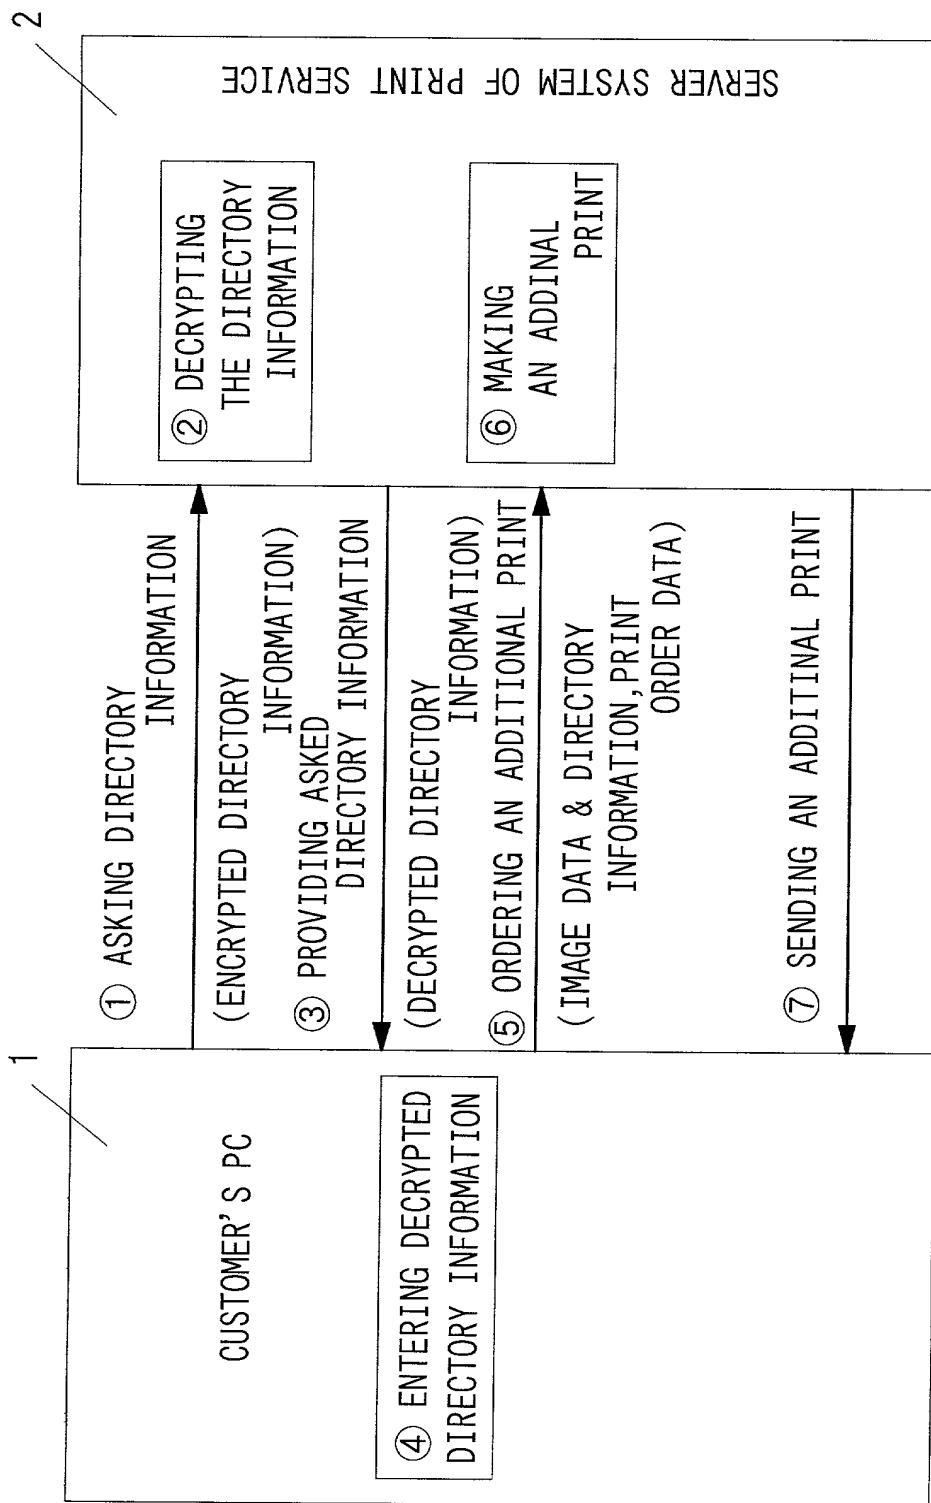 1
CUSTOMER'S PC
④ ENTERING DECRYPTED
DIRECTORY INFORMATION
① ASKING DIRECTORY
INFORMATION
(ENCRYPTED DIRECTORY
INFORMATION)
③ PROVIDING ASKED
DIRECTORY INFORMATION
(DECRYPTED DIRECTORY
INFORMATION)
⑤ ORDERING AN ADDITIONAL PRINT
(IMAGE DATA & DIRECTORY
INFORMATION,PRINT
ORDER DATA)
⑦ SENDING AN ADDITINAL PRINT
2
SERVER SYSTEM OF PRINT SERVICE
② DECRYPTING
THE DIRECTORY
INFORMATION
⑥ MAKING
AN ADDINAL
PRINT